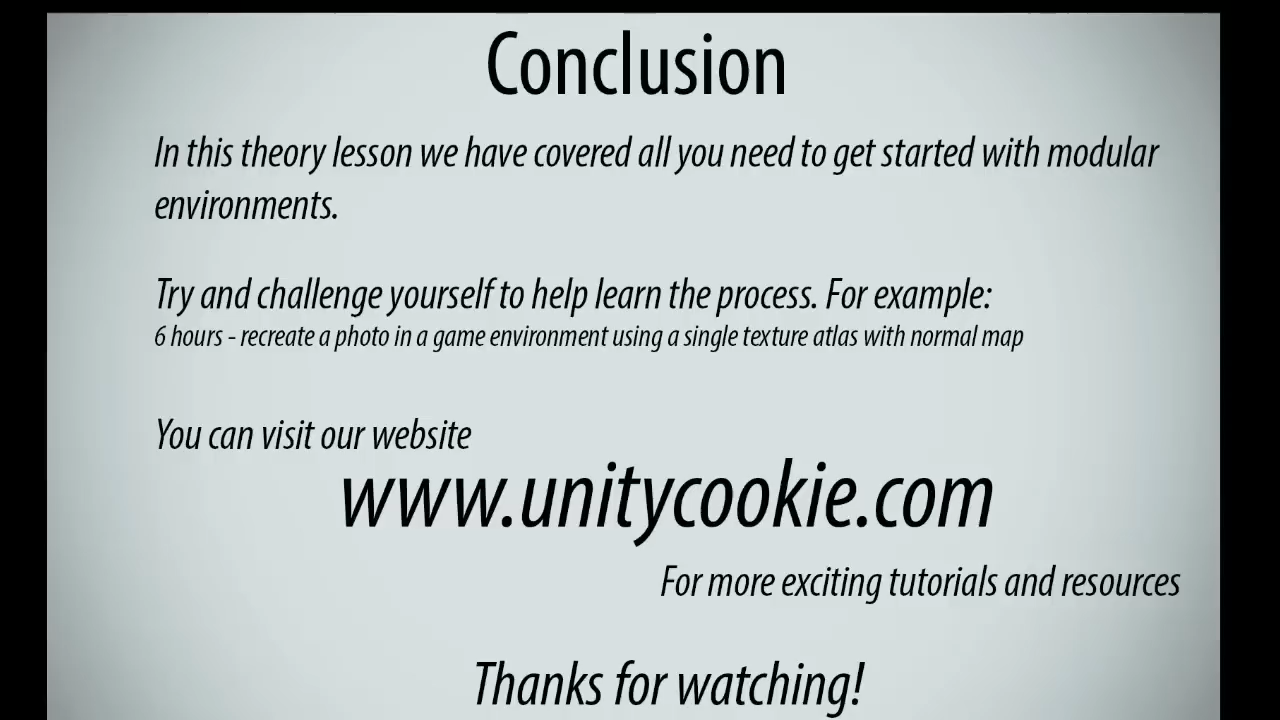 Conclusion
In this theory lesson we have covered all you need to get started with modular
environments.
Try and challenge yourself to help learn the process. For example:
6 hours - recreate a photo in a game environment using a single texture atlas with normal map
You can visit our website
www.unitycookie.com
For more exciting tutorials and resources
Thanks for watching!